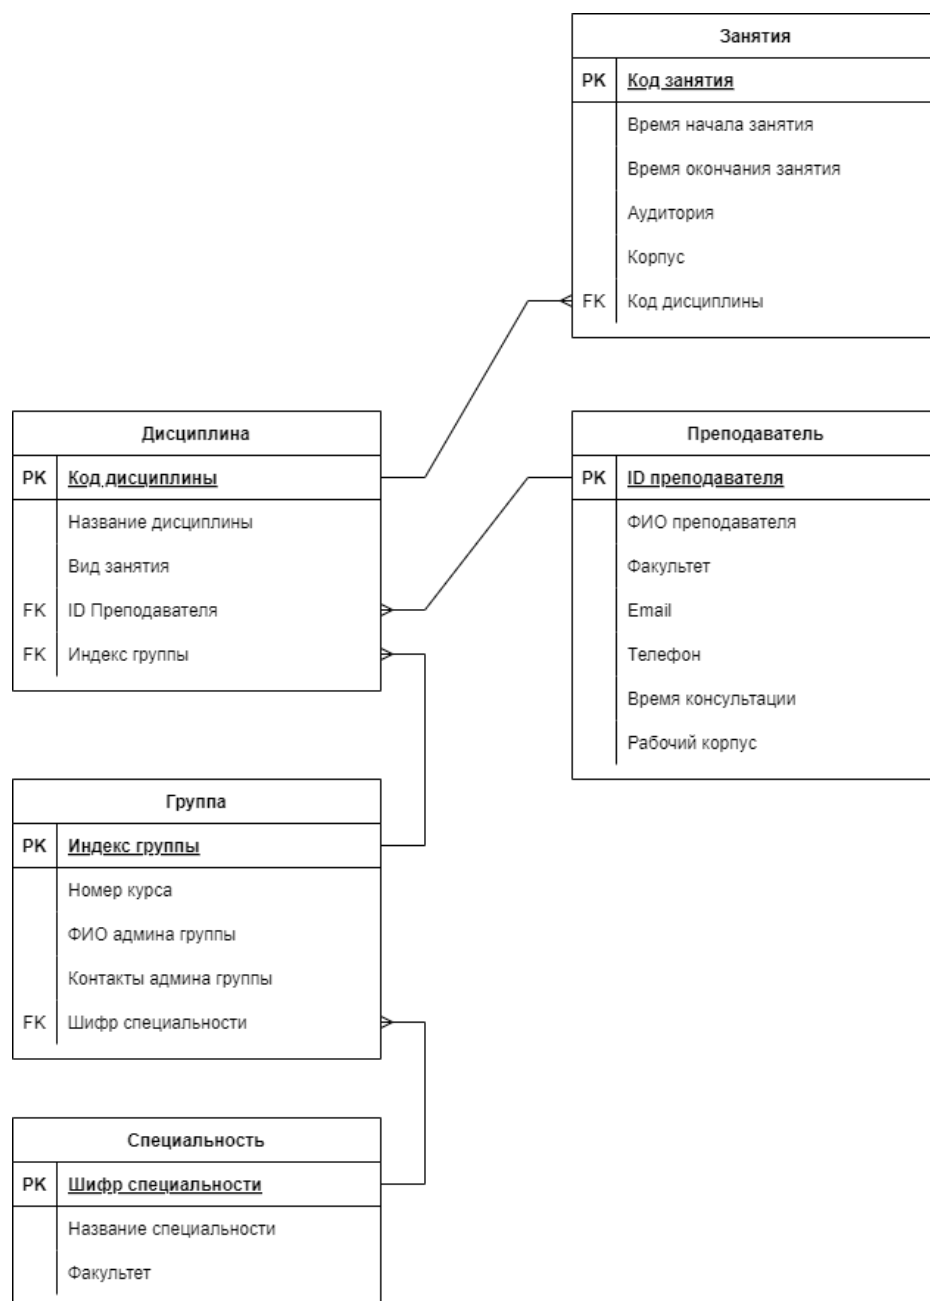 Занятия
PK Код занятия
Время начала занятия
Время окончания занятия
Аудитория
Корпус
FK Код дисциплины
Дисциплина
PK Код дисциплины
Название дисциплины
Вид занятия
FK ID Преподавателя
FK Индекс группы
Преподаватель
PK ID преподавателя
ФИО преподавателя
Факультет
Email
Телефон
Время консультации
Рабочий корпус
Группа
PK Индекс группы
Номер курса
ФИО админа группы
Контакты админа группы
FK Шифр специальности
Специальность
PK Шифр специальности
Название специальности
Факультет